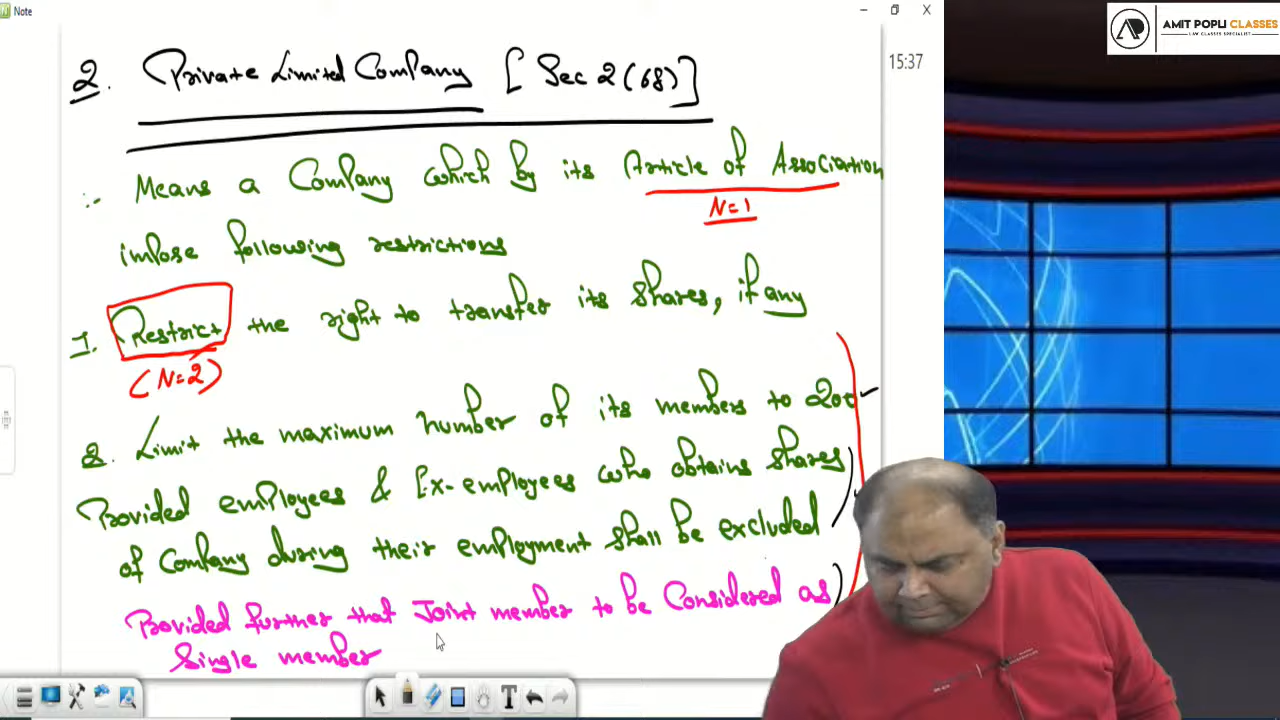 Note
AMIT POPLI CLASSES
LAW CLASSES SPECIALIST
15:37
2. Private Limited Company [Sec 2(68)]
:- Means a Company which by its Article of Association
N=1
impose following restrictions
1. Restrict the right to transfer its shares, if any
(N=2)
2. Limit the maximum number of its members to 200
Provided employees & Ex-employees who obtains shares
of Company during their employment shall be excluded
Provided further that Joint member to be Considered as
Single member